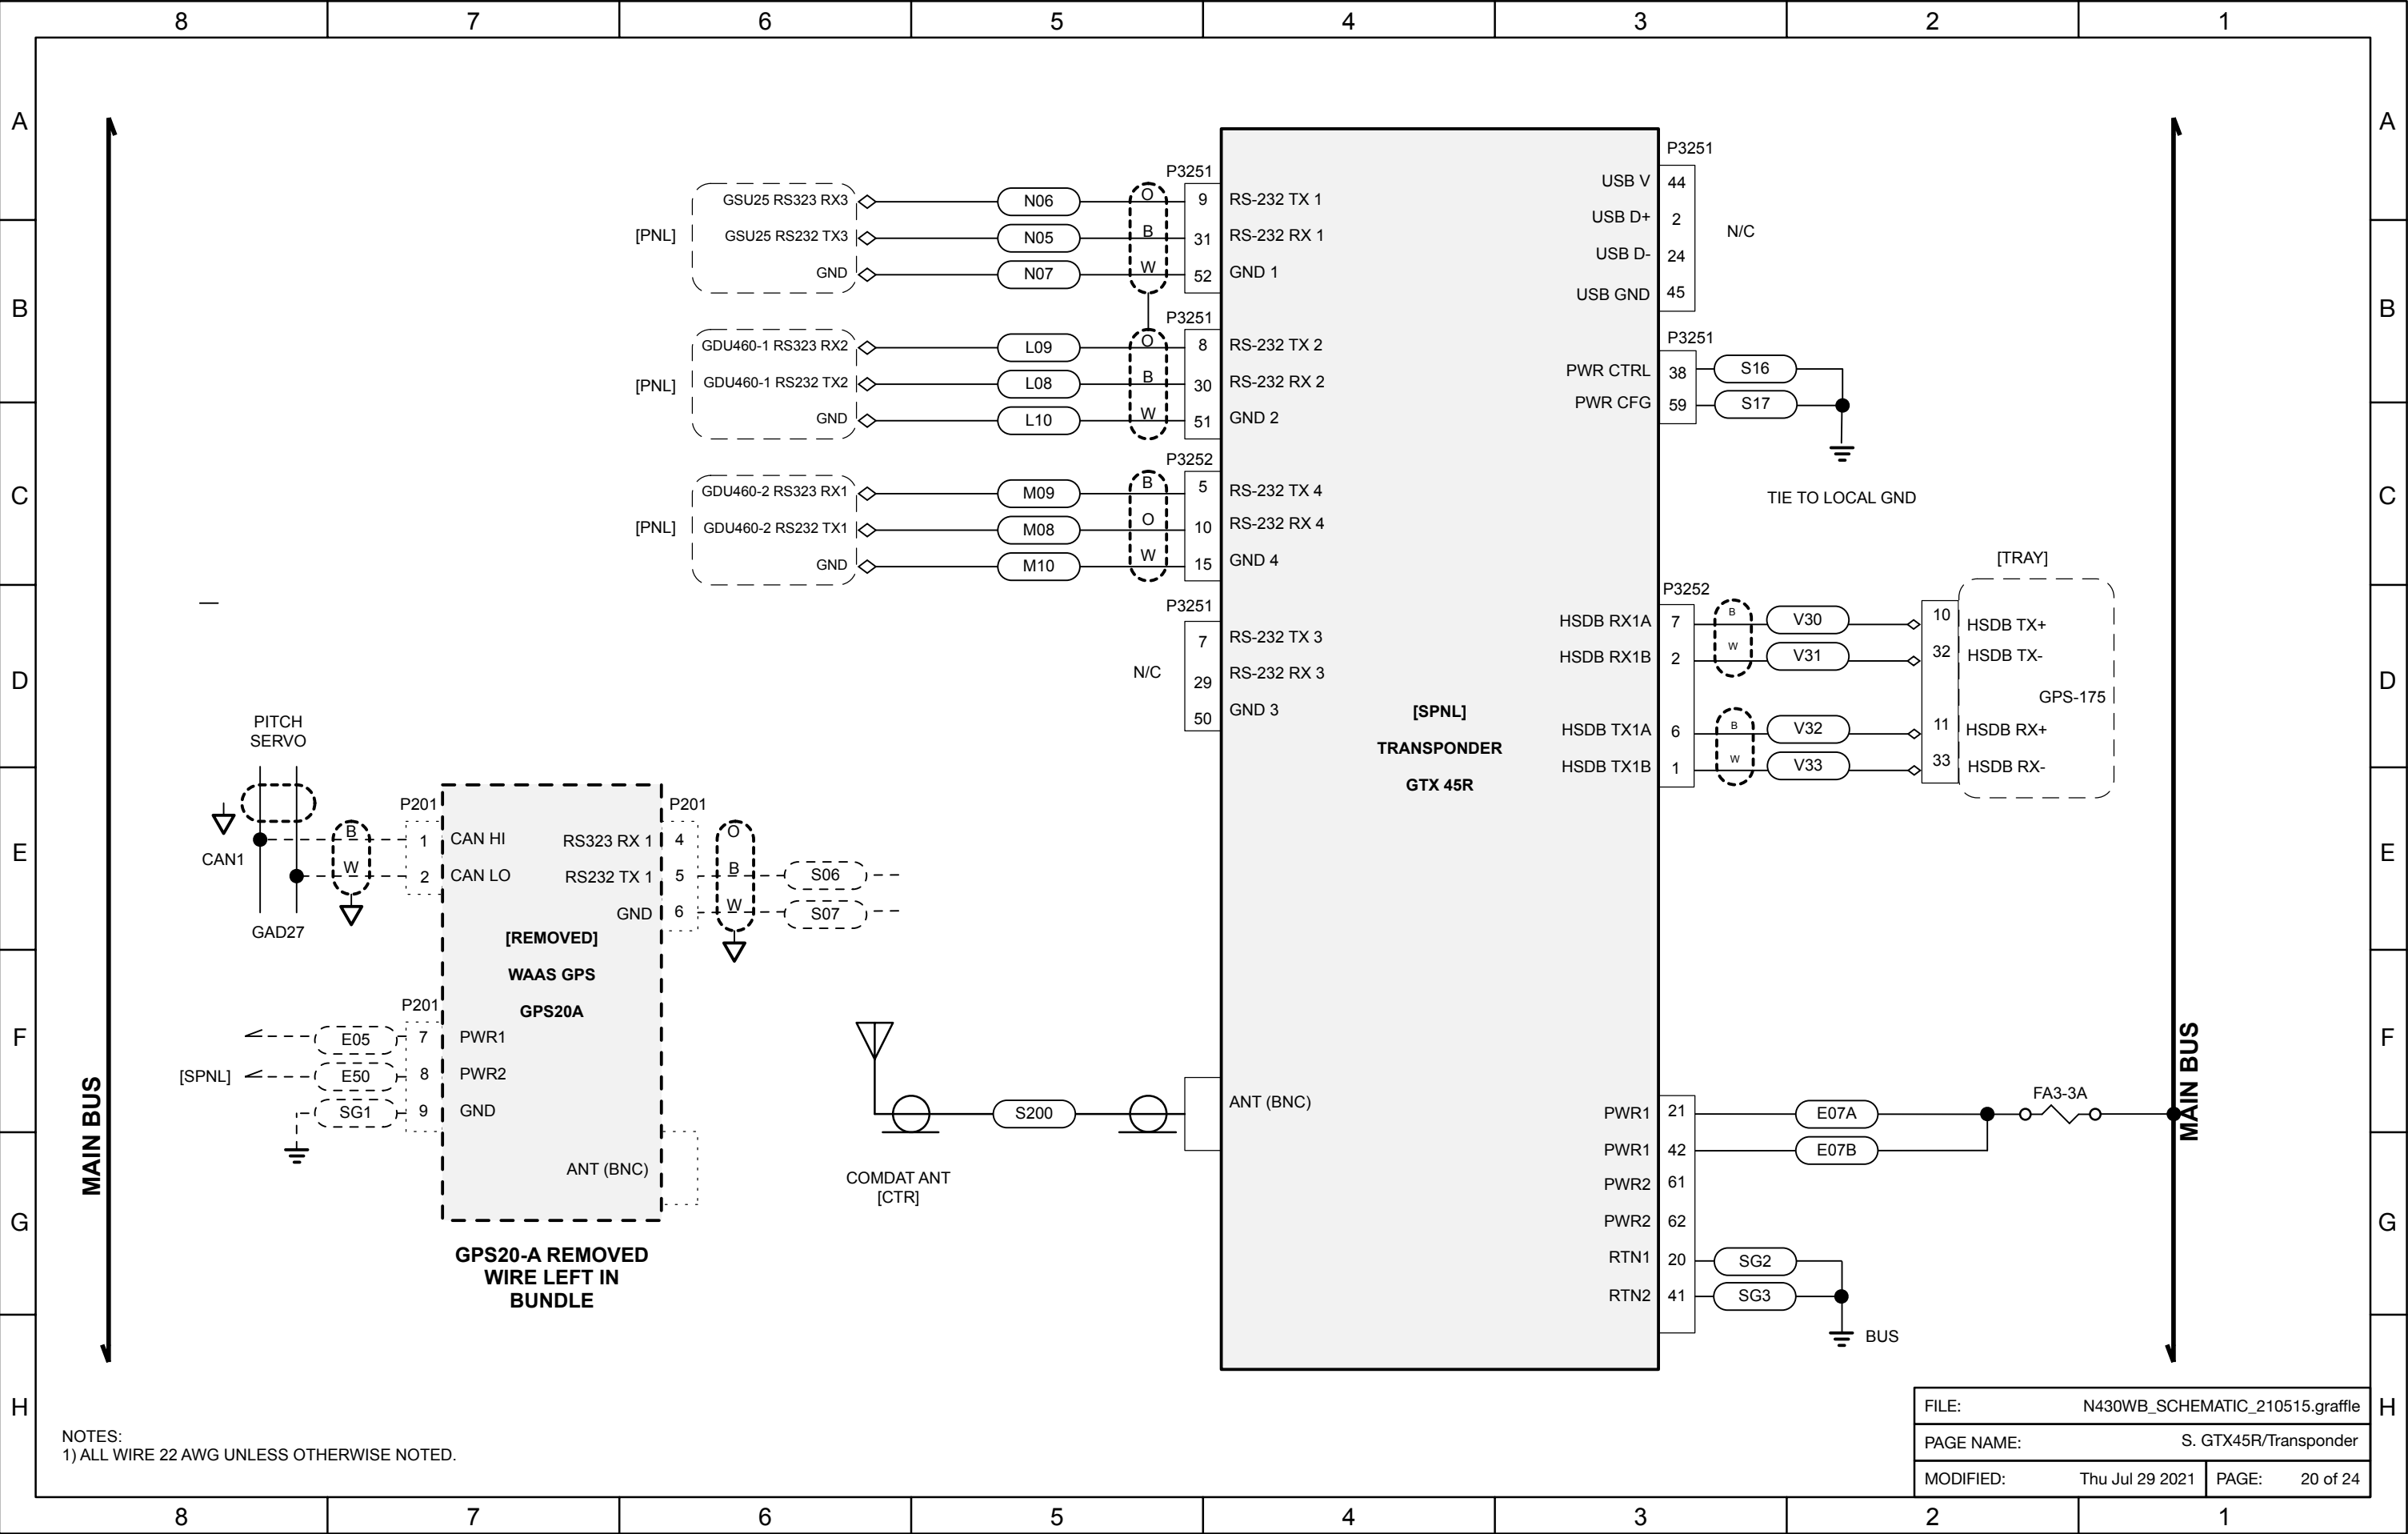 8 7 6 5 4 3 2 1
A
A
B
B
C
C
D
D
E
E
F
F
G
G
H
H
MAIN BUS
[PNL]
GSU25 RS323 RX3
GSU25 RS232 TX3
GND
N06
N05
N07
O
B
W
P3251
9 RS-232 TX 1
31 RS-232 RX 1
52 GND 1
[PNL]
GDU460-1 RS323 RX2
GDU460-1 RS232 TX2
GND
L09
L08
L10
O
B
W
P3251
8 RS-232 TX 2
30 RS-232 RX 2
51 GND 2
[PNL]
GDU460-2 RS323 RX1
GDU460-2 RS232 TX1
GND
M09
M08
M10
B
O
W
P3252
5 RS-232 TX 4
10 RS-232 RX 4
15 GND 4
P3251
N/C
7 RS-232 TX 3
29 RS-232 RX 3
50 GND 3
[SPNL]
TRANSPONDER
GTX 45R
P3251
USB V 44
USB D+ 2
USB D- 24
USB GND 45
N/C
P3251
PWR CTRL 38 S16
PWR CFG 59 S17
TIE TO LOCAL GND
[TRAY]
P3252
HSDB RX1A 7 B V30 10 HSDB TX+
HSDB RX1B 2 W V31 32 HSDB TX-
GPS-175
HSDB TX1A 6 B V32 11 HSDB RX+
HSDB TX1B 1 W V33 33 HSDB RX-
PITCH
SERVO
CAN1
GAD27
B
W
P201
1 CAN HI
2 CAN LO
P201
RS323 RX 1 4 O
RS232 TX 1 5 B S06
GND 6 W S07
[REMOVED]
WAAS GPS
GPS20A
P201
[SPNL]
E05 7 PWR1
E50 8 PWR2
SG1 9 GND
ANT (BNC)
GPS20-A REMOVED
WIRE LEFT IN
BUNDLE
S200
ANT (BNC)
COMDAT ANT
[CTR]
PWR1 21 E07A
FA3-3A
PWR1 42 E07B
PWR2 61
PWR2 62
RTN1 20 SG2
RTN2 41 SG3
BUS
MAIN BUS
NOTES:
1) ALL WIRE 22 AWG UNLESS OTHERWISE NOTED.
FILE: N430WB_SCHEMATIC_210515.graffle
PAGE NAME: S. GTX45R/Transponder
MODIFIED: Thu Jul 29 2021 PAGE: 20 of 24
8 7 6 5 4 3 2 1